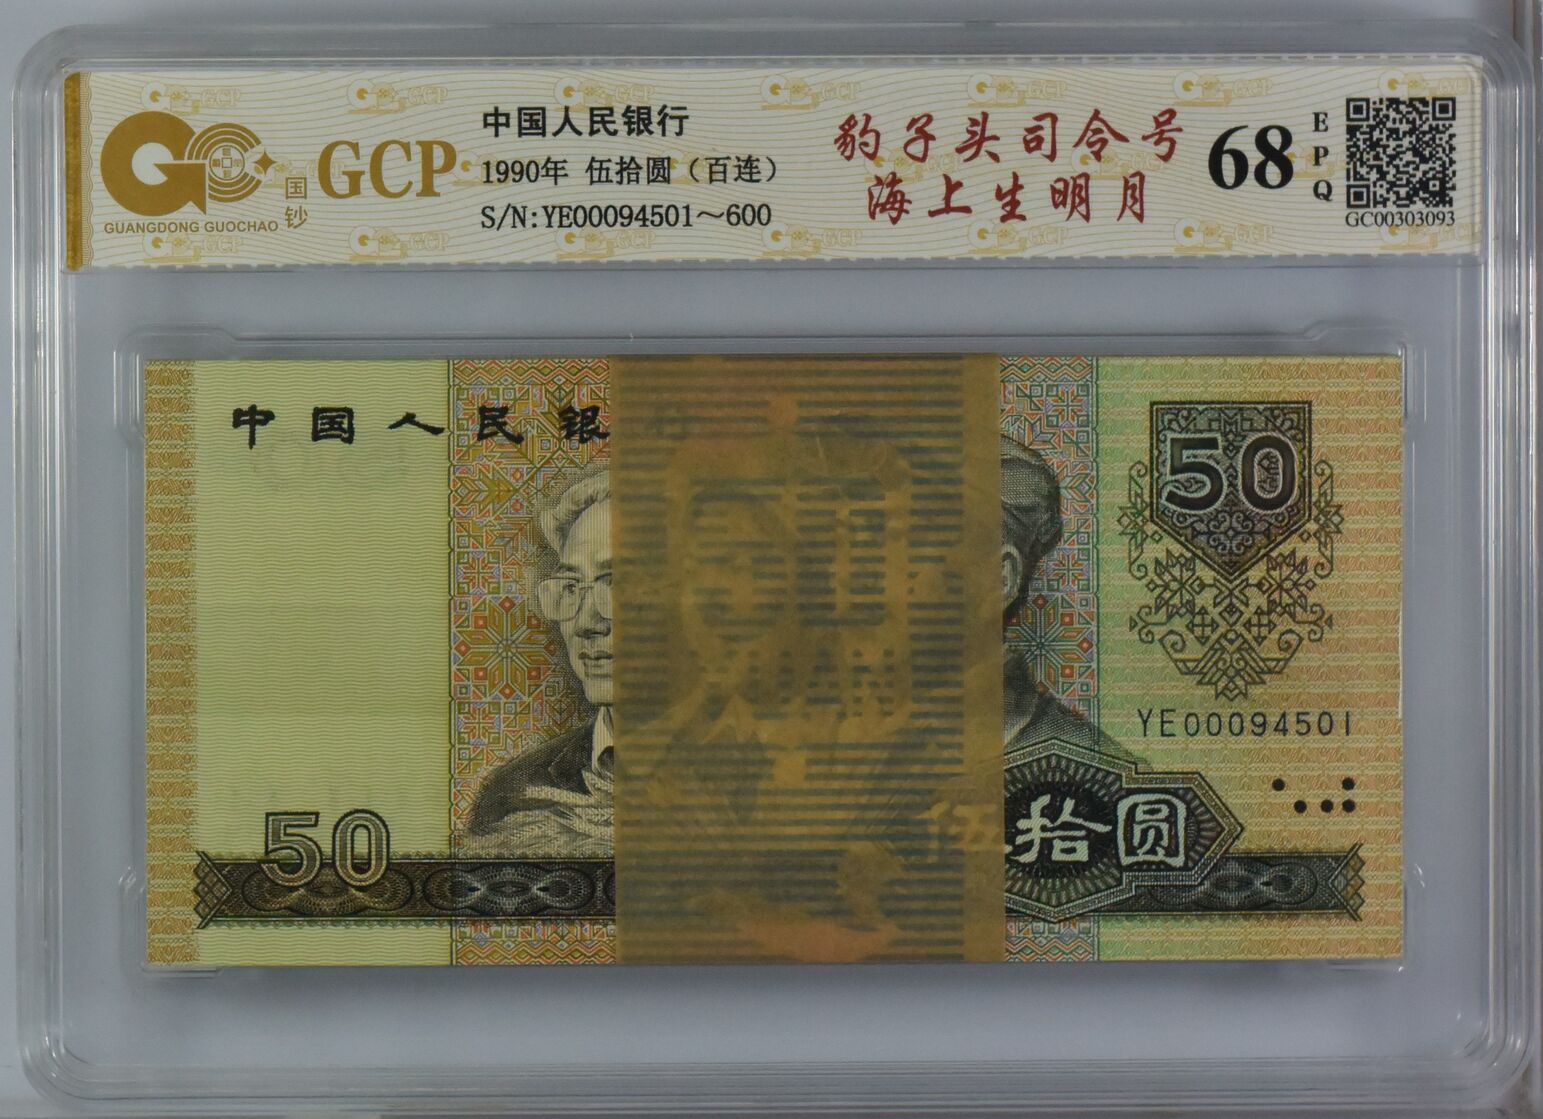 中国人民银行
1990年 伍拾圆（百连）
S/N:YE00094501～600
GCP
国钞
GUANGDONG GUOCHAO
豹子头司令号
海上生明月
68
EPQ
GC00303093
中国人民银
50
YUAN
YE00094501
伍拾圆
50